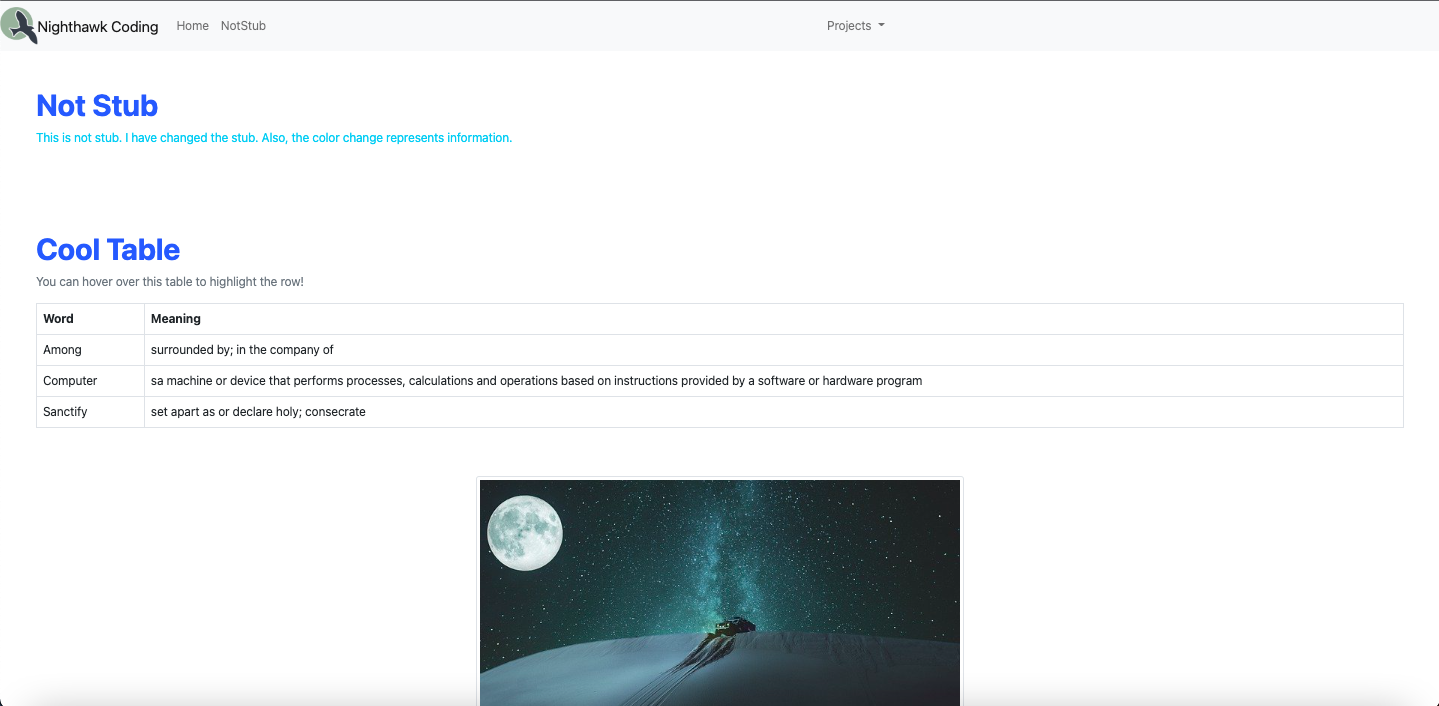 Nighthawk Coding Home NotStub Projects
Not Stub
This is not stub. I have changed the stub. Also, the color change represents information.
Cool Table
You can hover over this table to highlight the row!
Word Meaning
Among surrounded by; in the company of
Computer sa machine or device that performs processes, calculations and operations based on instructions provided by a software or hardware program
Sanctify set apart as or declare holy; consecrate